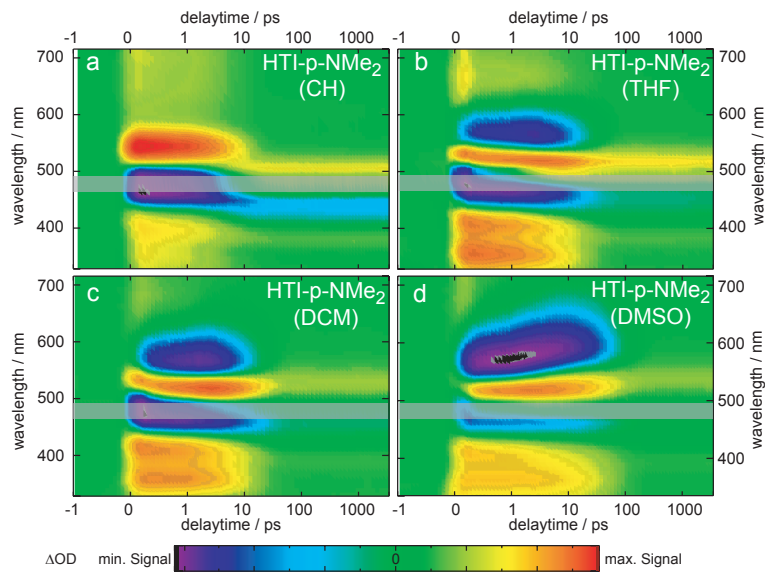 delaytime / ps delaytime / ps
-1 0 1 10 100 1000 -1 0 1 10 100 1000
wavelength / nm
700
600
500
400
a
HTI-p-NMe2
(CH)
b
HTI-p-NMe2
(THF)
700
600
500
400
wavelength / nm
wavelength / nm
700
600
500
400
c
HTI-p-NMe2
(DCM)
d
HTI-p-NMe2
(DMSO)
700
600
500
400
wavelength / nm
-1 0 1 10 100 1000 -1 0 1 10 100 1000
delaytime / ps delaytime / ps
ΔOD min. Signal 0 max. Signal